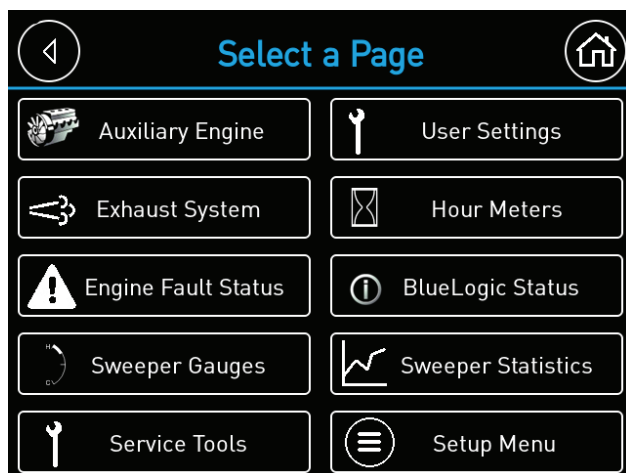 Select a Page
Auxiliary Engine
User Settings
Exhaust System
Hour Meters
Engine Fault Status
BlueLogic Status
H
C
Sweeper Gauges
Sweeper Statistics
Service Tools
Setup Menu